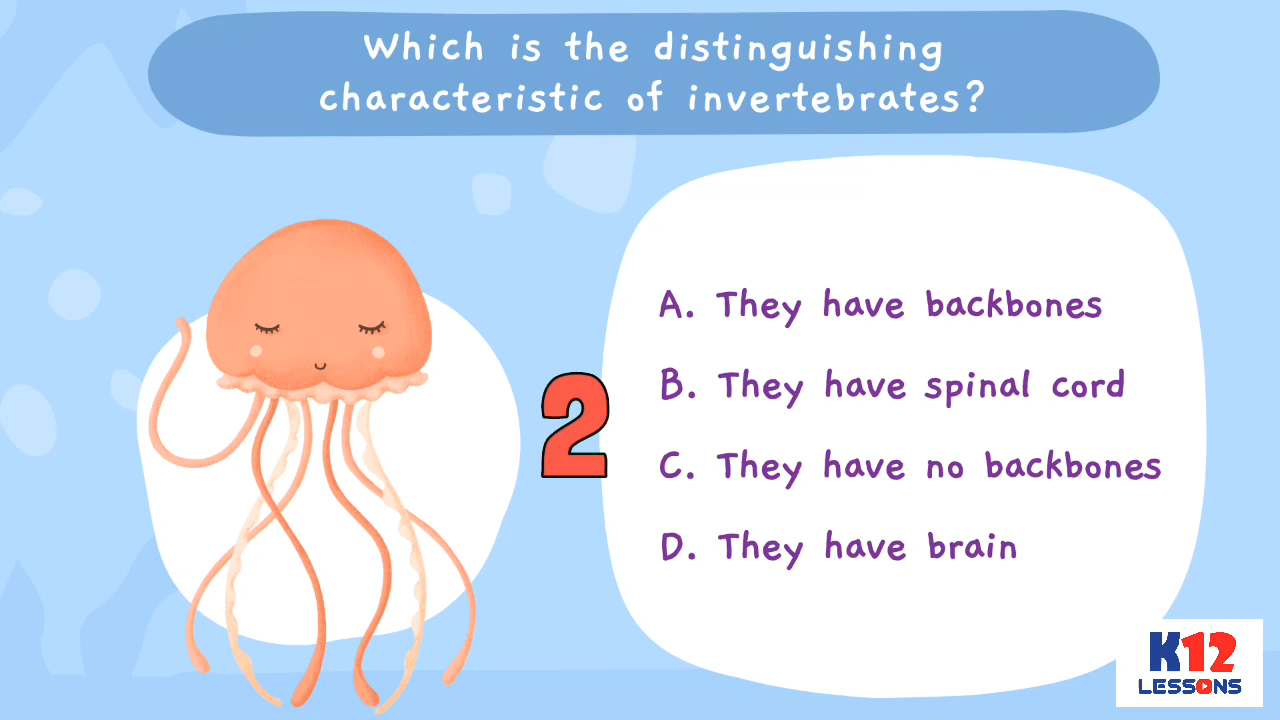 Which is the distinguishing
characteristic of invertebrates?
2
A. They have backbones
B. They have spinal cord
C. They have no backbones
D. They have brain
K12
LESSONS